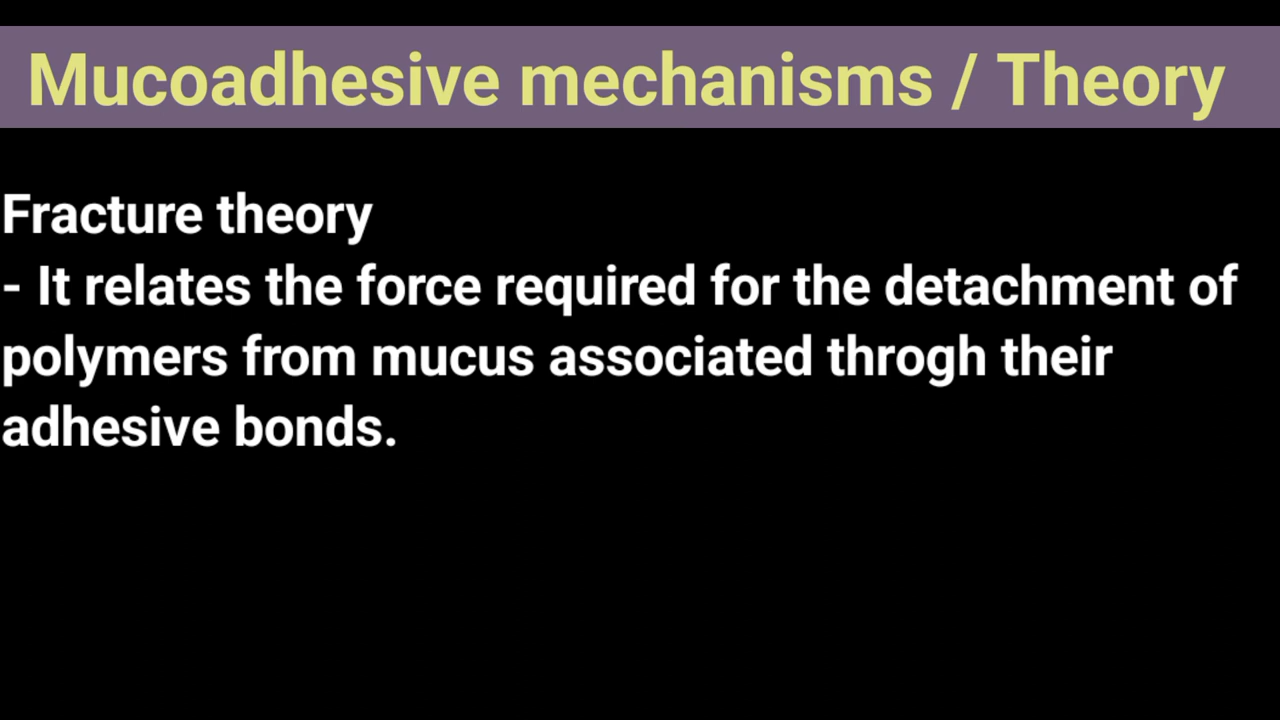 Mucoadhesive mechanisms / Theory
Fracture theory
- It relates the force required for the detachment of
polymers from mucus associated throgh their
adhesive bonds.